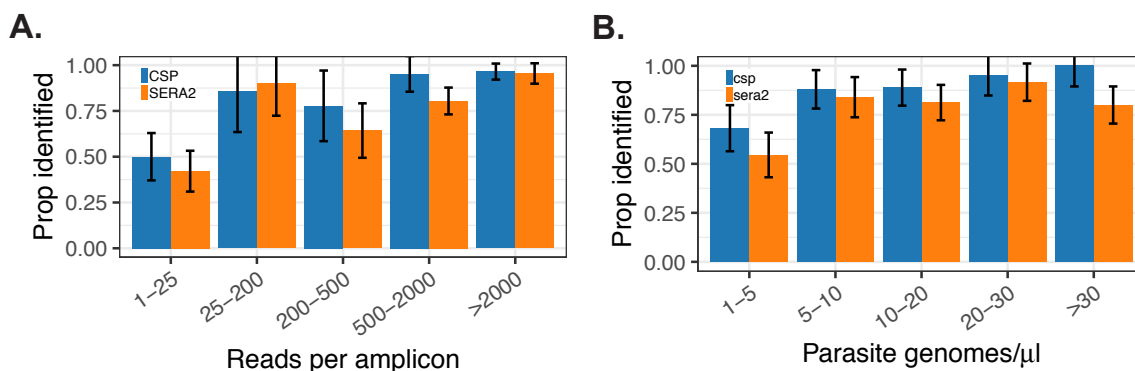 A.
Prop identified
1.00
0.75
0.50
0.25
0.00
CSP
SERA2
1−25
25−200
200−500
500−2000
>2000
Reads per amplicon
B.
Prop identified
1.00
0.75
0.50
0.25
0.00
csp
sera2
1−5
5−10
10−20
20−30
>30
Parasite genomes/µl